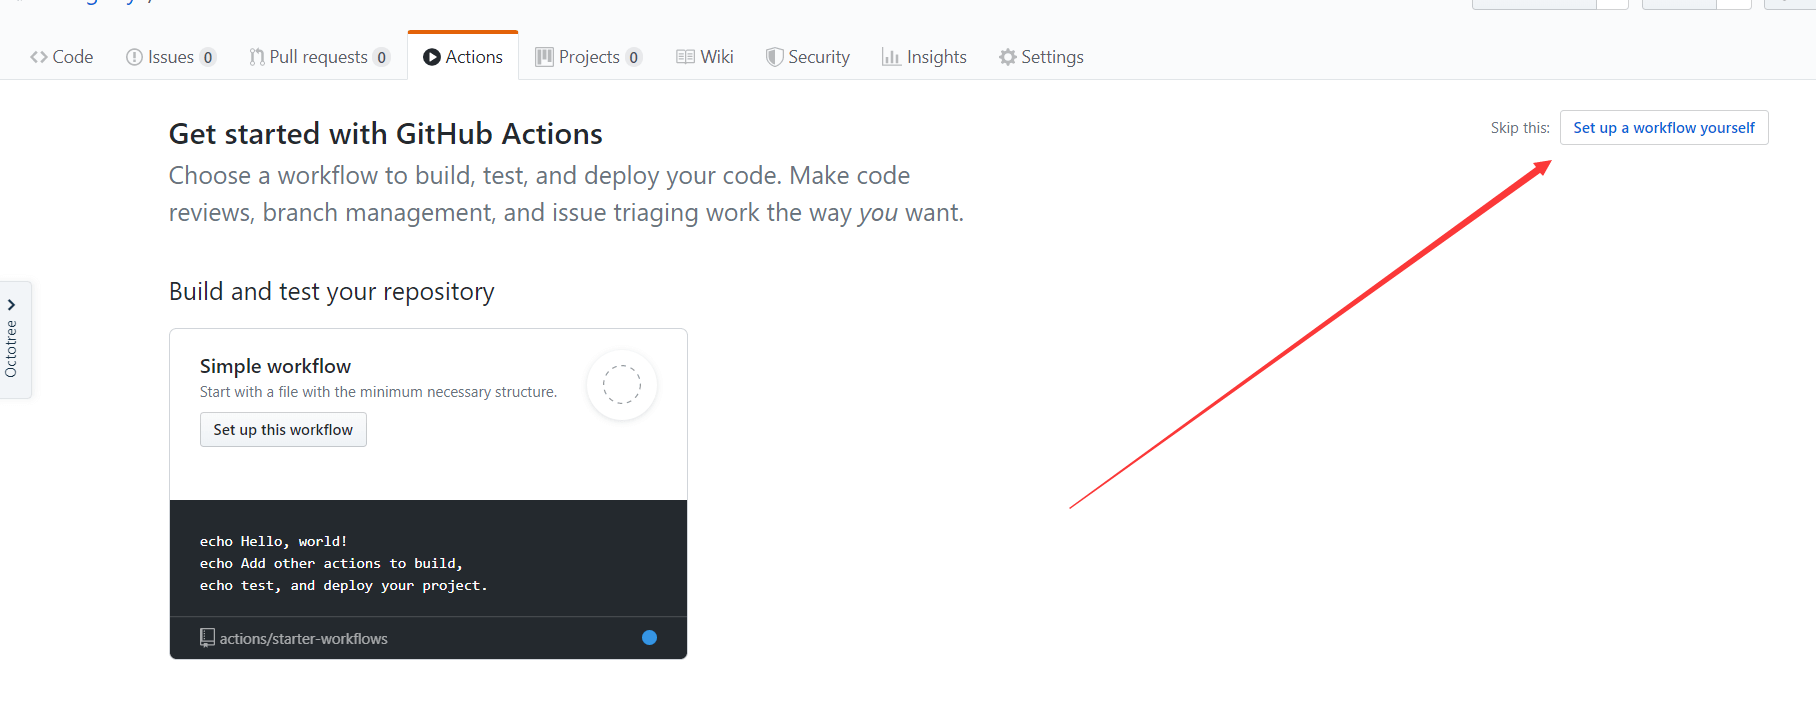 Code Issues 0 Pull requests 0 Actions Projects 0 Wiki Security Insights Settings
Get started with GitHub Actions
Skip this: Set up a workflow yourself
Choose a workflow to build, test, and deploy your code. Make code
reviews, branch management, and issue triaging work the way you want.
Build and test your repository
Octotree
Simple workflow
Start with a file with the minimum necessary structure.
Set up this workflow
echo Hello, world!
echo Add other actions to build,
echo test, and deploy your project.
actions/starter-workflows